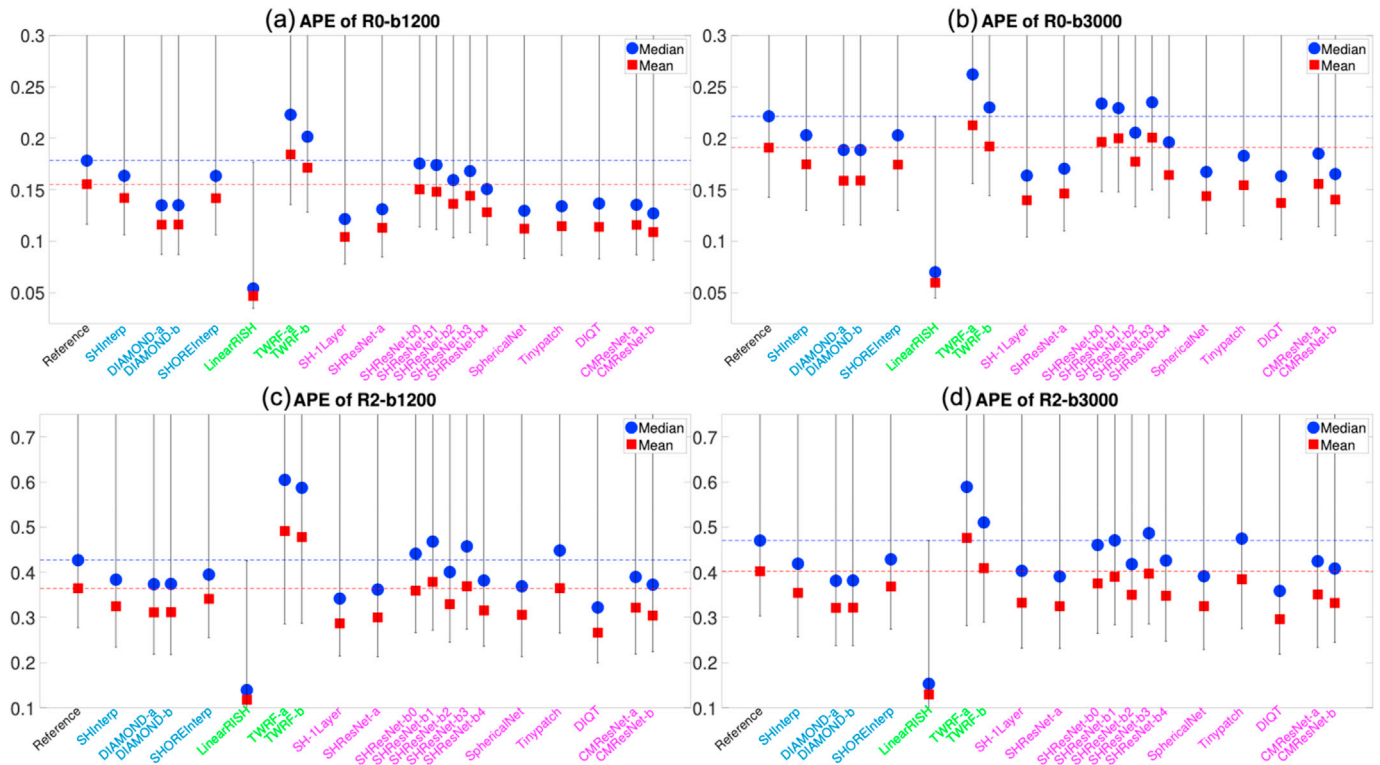 (a) APE of R0-b1200
0.3
0.25
0.2
0.15
0.1
0.05
Median
Mean
Reference
SHInterp
DIAMOND-a
DIAMOND-b
SHOREInterp
LinearRISH
TWRF-a
TWRF-b
SH-1Layer
SHResNet-a
SHResNet-b0
SHResNet-b1
SHResNet-b2
SHResNet-b3
SHResNet-b4
SphericalNet
Tinypatch
DIQT
CMResNet-a
CMResNet-b
(b) APE of R0-b3000
0.3
0.25
0.2
0.15
0.1
0.05
Median
Mean
Reference
SHInterp
DIAMOND-a
DIAMOND-b
SHOREInterp
LinearRISH
TWRF-a
TWRF-b
SH-1Layer
SHResNet-a
SHResNet-b0
SHResNet-b1
SHResNet-b2
SHResNet-b3
SHResNet-b4
SphericalNet
Tinypatch
DIQT
CMResNet-a
CMResNet-b
(c) APE of R2-b1200
0.7
0.6
0.5
0.4
0.3
0.2
0.1
Median
Mean
Reference
SHInterp
DIAMOND-a
DIAMOND-b
SHOREInterp
LinearRISH
TWRF-a
TWRF-b
SH-1Layer
SHResNet-a
SHResNet-b0
SHResNet-b1
SHResNet-b2
SHResNet-b3
SHResNet-b4
SphericalNet
Tinypatch
DIQT
CMResNet-a
CMResNet-b
(d) APE of R2-b3000
0.7
0.6
0.5
0.4
0.3
0.2
0.1
Median
Mean
Reference
SHInterp
DIAMOND-a
DIAMOND-b
SHOREInterp
LinearRISH
TWRF-a
TWRF-b
SH-1Layer
SHResNet-a
SHResNet-b0
SHResNet-b1
SHResNet-b2
SHResNet-b3
SHResNet-b4
SphericalNet
Tinypatch
DIQT
CMResNet-a
CMResNet-b